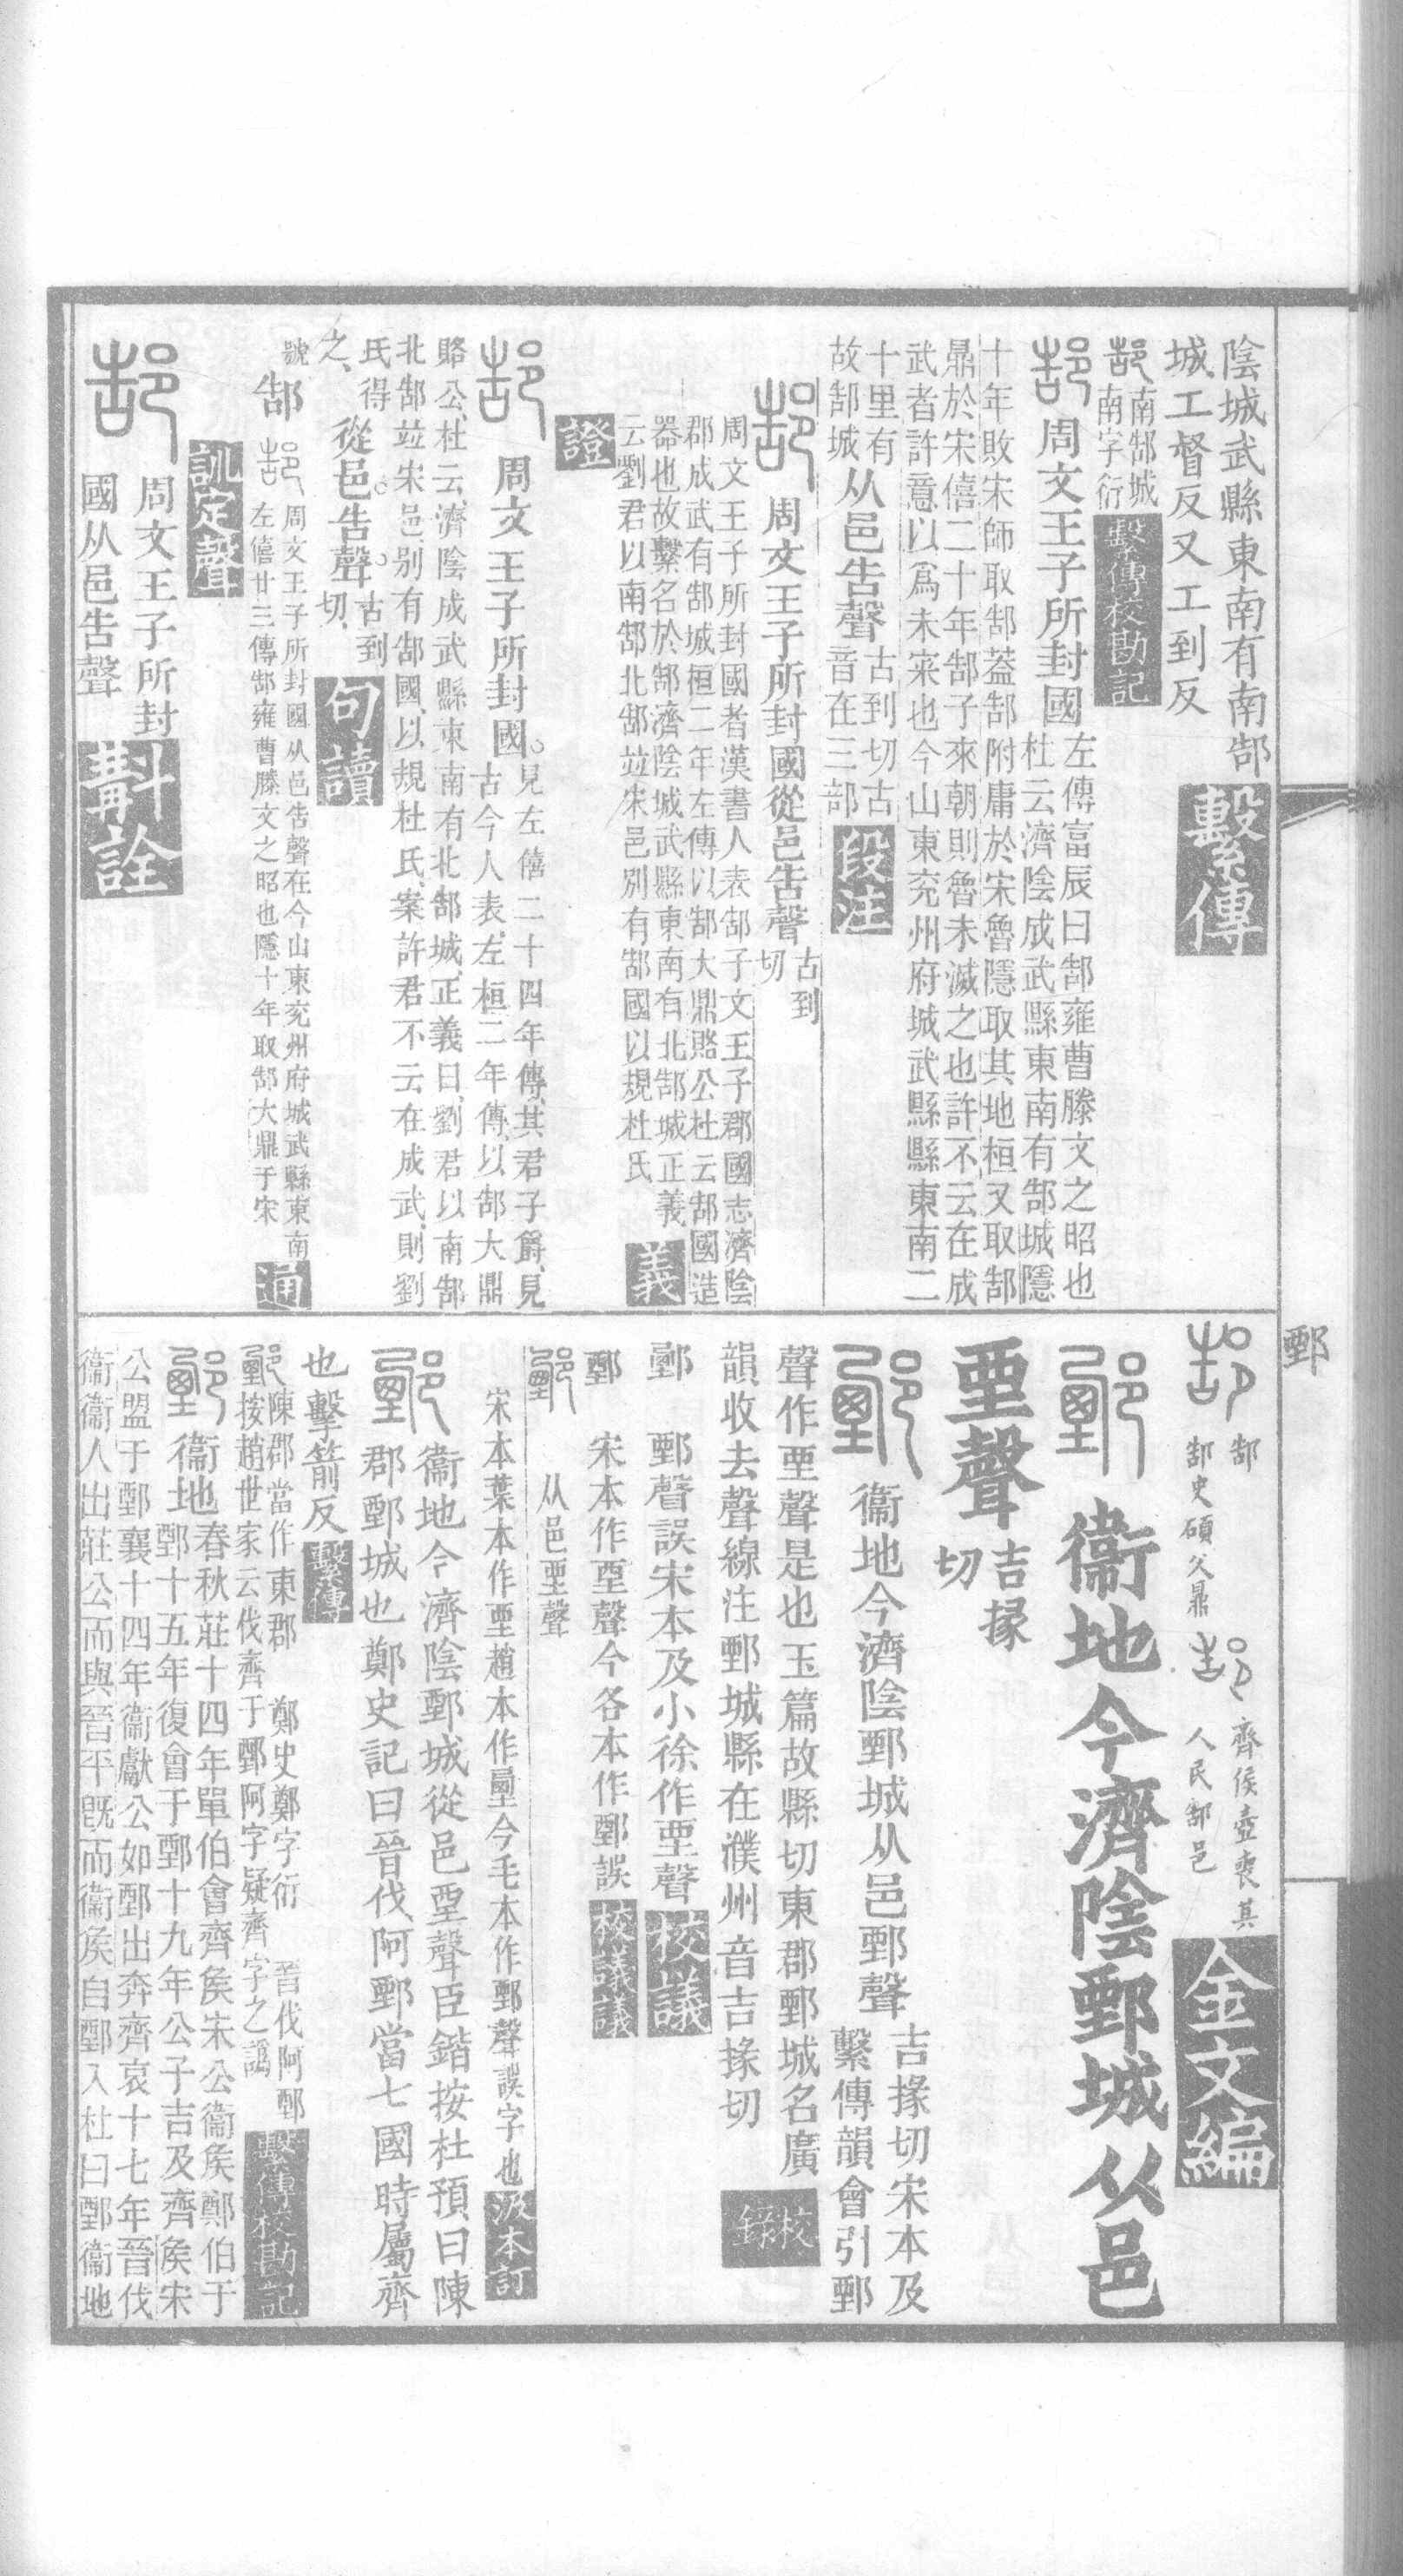 陰城武縣東南有南郜
城工督反又工到反
繫傳
郜
南郜城
南字衍
繫傳校勘記
郜
周文王子所封國
左傳富辰曰郜雍曹滕文之昭也
杜云濟陰成武縣東南有郜城隱
十年敗宋師取郜蓋郜附庸於宋魯隱取其地桓又取郜
鼎於宋僖二十年郜子來朝則魯未滅之也許不云在成
武者許意以爲未宷也今山東兖州府城武縣縣東南二
十里有
故郜城
从邑告聲
古到切古
音在三部
段注
郜
周文王子所封國從邑告聲
古到
切
周文王子所封國者漢書人表郜子文王子郡國志濟陰
郡成武有郜城桓二年左傳以郜大鼎賂公杜云郜國造
器也故繫名於郜濟陰城武縣東南有北郜城正義
云劉君以南郜北郜竝宋邑別有郜國以規杜氏
義
證
郜
周文王子所封國。
見左僖二十四年傳、其君子爵、見
古今人表、左桓二年傳、以郜大鼎
賂公、杜云、濟陰成武縣東南有北郜城、正義曰、劉君以南郜
北郜竝宋邑、別有郜國、以規杜氏、案許君不云在成武、則劉
氏得
之、
從邑。告聲。
古到
切、
句讀
郜
號
周文王子所封國从邑告聲在今山東兖州府城武縣東南
左僖廿三傳郜雍曹滕文之昭也隱十年取郜大鼎于宋
通
訓定聲
郜
周文王子所封
國从邑告聲
斠詮
鄄
郜
郜
郜史碩父鼎
郜
齊侯壺喪其
人民郜邑
金文編
鄄
衞地今濟陰鄄城从邑
垔聲
吉掾
切
鄄
衞地今濟陰鄄城从邑鄄聲
吉掾切宋本及
繫傳韻會引鄄
聲作垔聲是也玉篇故縣切東郡鄄城名廣
韻收去聲線注鄄城縣在濮州音吉掾切
校錄
鄄
鄄聲誤宋本及小徐作垔聲
校議
鄄
宋本作垔聲今各本作鄄誤
校議議
鄄
从邑垔聲
宋本葉本作垔趙本作壨今毛本作鄄聲誤字也
汲本訂
鄄
衞地今濟陰鄄城從邑垔聲臣鍇按杜預曰陳
郡鄄城也鄭史記曰晉伐阿鄄當七國時屬齊
也擊箭反
繫傳
鄄
陳郡當作東郡
鄭史鄭字衍
晉伐阿鄄
按趙世家云伐齊于鄄阿字疑齊字之譌
繫傳校勘記
鄄
衞地
春秋莊十四年單伯會齊矦宋公衞矦鄭伯于
鄄十五年復會于鄄十九年公子吉及齊矦宋
公盟于鄄襄十四年衞獻公如鄄出奔齊哀十七年晉伐
衞衞人出莊公而與晉平既而衞矦自鄄入杜曰鄄衞地